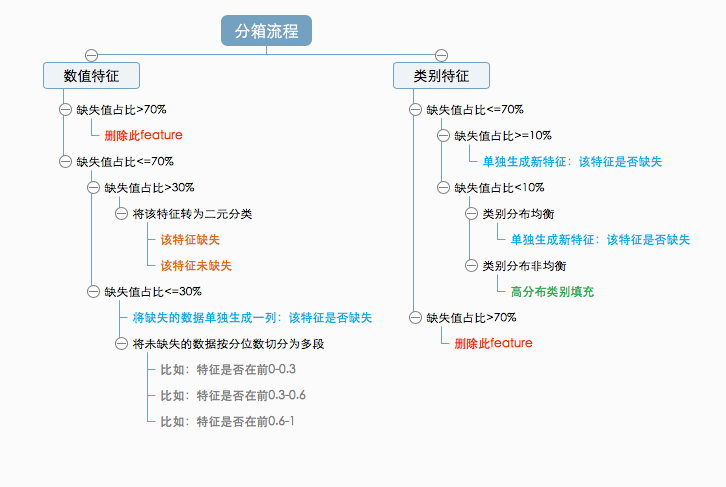 分箱流程
数值特征
缺失值占比>70%
删除此feature
缺失值占比<=70%
缺失值占比>30%
将该特征转为二元分类
该特征缺失
该特征未缺失
缺失值占比<=30%
将缺失的数据单独生成一列：该特征是否缺失
将未缺失的数据按分位数切分为多段
比如：特征是否在前0-0.3
比如：特征是否在前0.3-0.6
比如：特征是否在前0.6-1
类别特征
缺失值占比<=70%
缺失值占比>=10%
单独生成新特征：该特征是否缺失
缺失值占比<10%
类别分布均衡
单独生成新特征：该特征是否缺失
类别分布非均衡
高分布类别填充
缺失值占比>70%
删除此feature